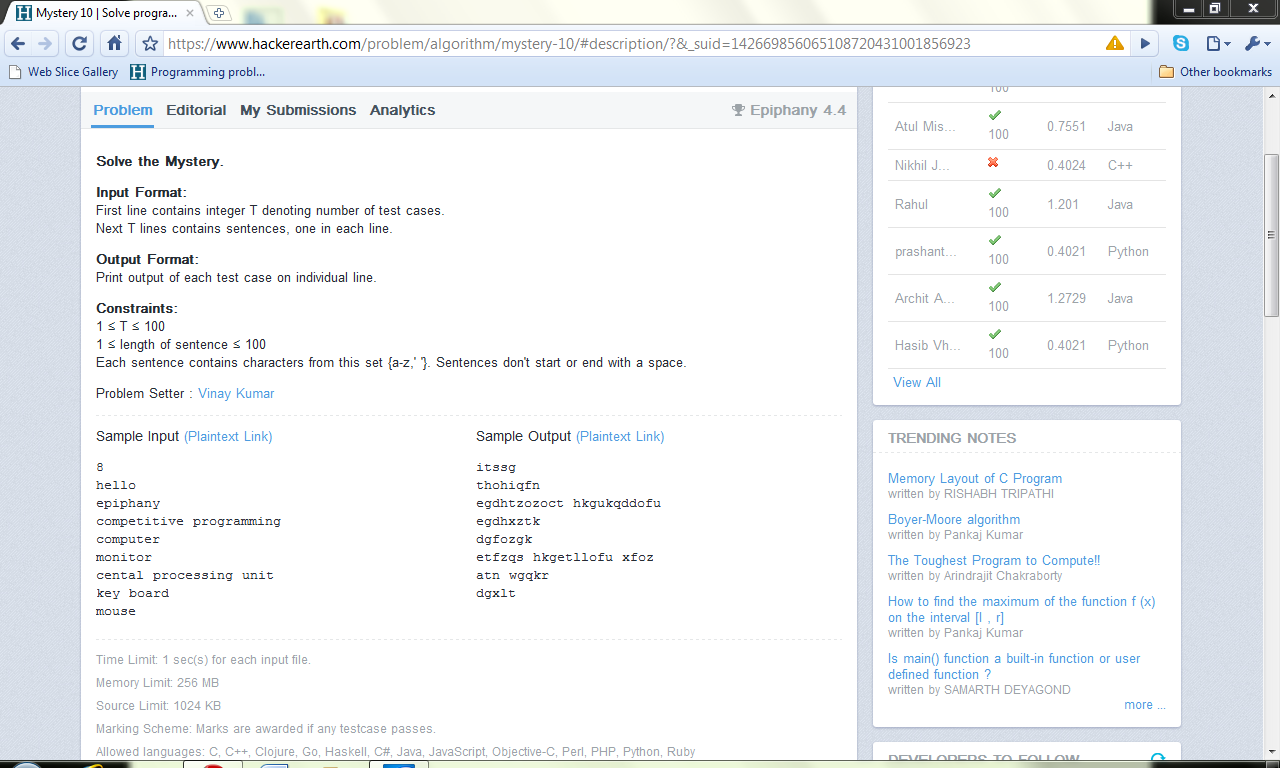 Mystery 10 | Solve progra...
https://www.hackerearth.com/problem/algorithm/mystery-10/#description/?&_suid=142669856065108720431001856923
Web Slice Gallery
Programming probl...
Other bookmarks
Problem Editorial My Submissions Analytics
Epiphany 4.4
Solve the Mystery.
Input Format:
First line contains integer T denoting number of test cases.
Next T lines contains sentences, one in each line.
Output Format:
Print output of each test case on individual line.
Constraints:
1 ≤ T ≤ 100
1 ≤ length of sentence ≤ 100
Each sentence contains characters from this set {a-z,' '}. Sentences don't start or end with a space.
Problem Setter : Vinay Kumar
Sample Input (Plaintext Link)
8
hello
epiphany
competitive programming
computer
monitor
cental processing unit
key board
mouse
Sample Output (Plaintext Link)
itssg
thohiqfn
egdhtzozoct hkgukqddofu
egdhxztk
dgfozgk
etfzqs hkgetllofu xfoz
atn wgqkr
dgxlt
Time Limit: 1 sec(s) for each input file.
Memory Limit: 256 MB
Source Limit: 1024 KB
Marking Scheme: Marks are awarded if any testcase passes.
Allowed languages: C, C++, Clojure, Go, Haskell, C#, Java, JavaScript, Objective-C, Perl, PHP, Python, Ruby
100
Atul Mis... 100 0.7551 Java
Nikhil J... 0.4024 C++
Rahul 100 1.201 Java
prashant... 100 0.4021 Python
Archit A... 100 1.2729 Java
Hasib Vh... 100 0.4021 Python
View All
TRENDING NOTES
Memory Layout of C Program
written by RISHABH TRIPATHI
Boyer-Moore algorithm
written by Pankaj Kumar
The Toughest Program to Compute!!
written by Arindrajit Chakraborty
How to find the maximum of the function f (x)
on the interval [l , r]
written by Pankaj Kumar
Is main() function a built-in function or user
defined function ?
written by SAMARTH DEYAGOND
more ...
DEVELOPERS TO FOLLOW